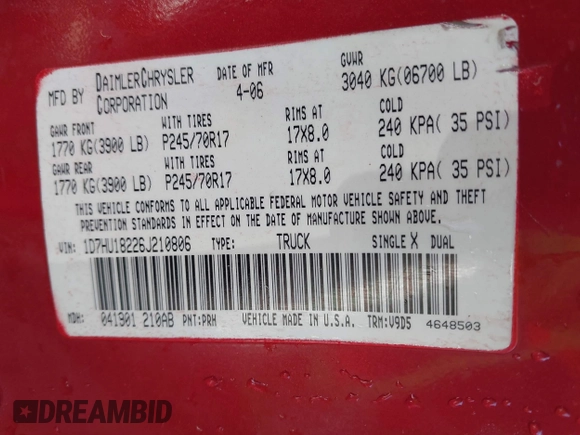 MFD BY DAIMLERCHRYSLER CORPORATION DATE OF MFR 4-06 GVWR 3040 KG(06700 LB)
GAWR FRONT WITH TIRES RIMS AT COLD
1770 KG(3900 LB) P245/70R17 17X8.0 240 KPA( 35 PSI)
GAWR REAR WITH TIRES RIMS AT COLD
1770 KG(3900 LB) P245/70R17 17X8.0 240 KPA( 35 PSI)
THIS VEHICLE CONFORMS TO ALL APPLICABLE FEDERAL MOTOR VEHICLE SAFETY AND THEFT
PREVENTION STANDARDS IN EFFECT ON THE DATE OF MANUFACTURE SHOWN ABOVE.
VIN: 1D7HU18226J210806 TYPE: TRUCK SINGLE X DUAL
MDH: 041901 210AB PNT:PRH VEHICLE MADE IN U.S.A. TRM:V9D5 4648503
DREAMBID